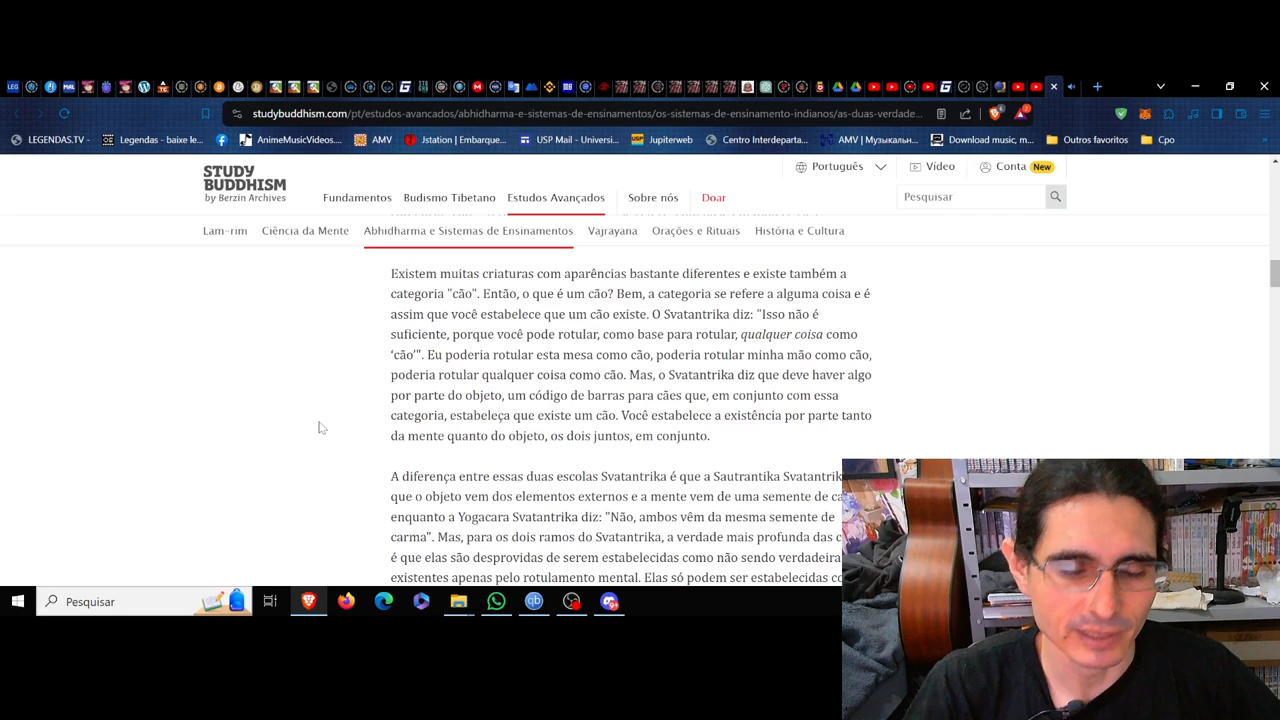 LEG
MAL
studybuddhism.com/pt/estudos-avancados/abhidharma-e-sistemas-de-ensinamentos/os-sistemas-de-ensinamento-indianos/as-duas-verdade...
LEGENDAS.TV -
Legendas - baixe le...
AnimeMusicVideos....
AMV
Jstation | Embarque...
USP Mail - Universi...
Jupiterweb
Centro Interdeparta...
AMV | Музыкальн...
Download music, m...
Outros favoritos
Cpo
STUDY
BUDDHISM
by Berzin Archives
Português
Vídeo
Conta New
Fundamentos
Budismo Tibetano
Estudos Avançados
Sobre nós
Doar
Pesquisar
Lam-rim
Ciência da Mente
Abhidharma e Sistemas de Ensinamentos
Vajrayana
Orações e Rituais
História e Cultura
Existem muitas criaturas com aparências bastante diferentes e existe também a
categoria "cão". Então, o que é um cão? Bem, a categoria se refere a alguma coisa e é
assim que você estabelece que um cão existe. O Svatantrika diz: "Isso não é
suficiente, porque você pode rotular, como base para rotular, qualquer coisa como
‘cão’". Eu poderia rotular esta mesa como cão, poderia rotular minha mão como cão,
poderia rotular qualquer coisa como cão. Mas, o Svatantrika diz que deve haver algo
por parte do objeto, um código de barras para cães que, em conjunto com essa
categoria, estabeleça que existe um cão. Você estabelece a existência por parte tanto
da mente quanto do objeto, os dois juntos, em conjunto.
A diferença entre essas duas escolas Svatantrika é que a Sautrantika Svatantrik
que o objeto vem dos elementos externos e a mente vem de uma semente de ca
enquanto a Yogacara Svatantrika diz: "Não, ambos vêm da mesma semente de
carma". Mas, para os dois ramos do Svatantrika, a verdade mais profunda das c
é que elas são desprovidas de serem estabelecidas como não sendo verdadeira
existentes apenas pelo rotulamento mental. Elas só podem ser estabelecidas co
Pesquisar
qb